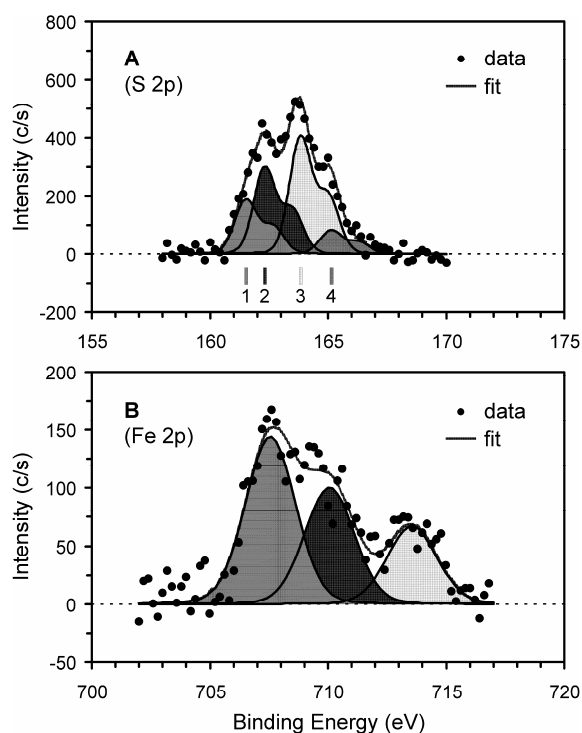 A
(S 2p)
data
fit
Intensity (c/s)
800
600
400
200
0
-200
1 2 3 4
155 160 165 170 175
B
(Fe 2p)
data
fit
Intensity (c/s)
200
150
100
50
0
-50
700 705 710 715 720
Binding Energy (eV)